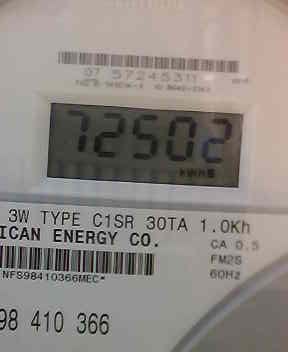 07 57245311
72502
KWHS
3W TYPE C1SR 30TA 1.0Kh
ICAN ENERGY CO.
CA 0.5
FM2S
60Hz
NFS98410366MEC*
98 410 366